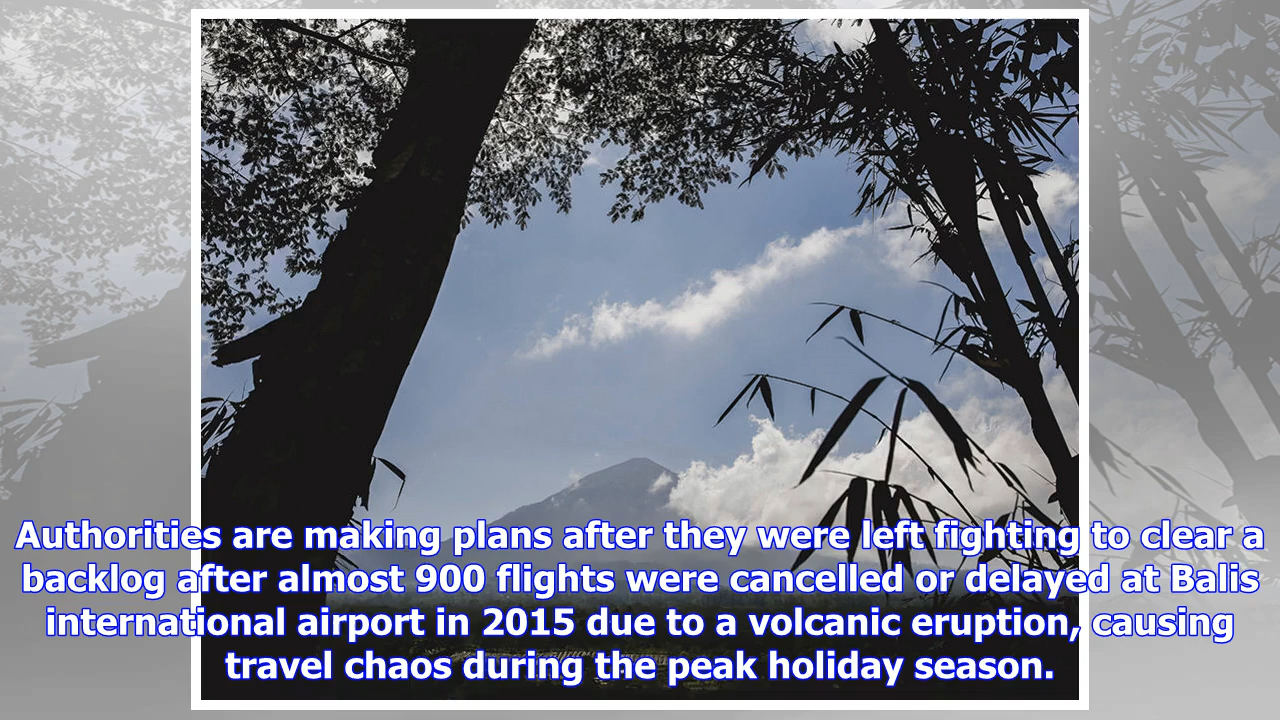 Authorities are making plans after they were left fighting to clear a
backlog after almost 900 flights were cancelled or delayed at Balis
international airport in 2015 due to a volcanic eruption, causing
travel chaos during the peak holiday season.